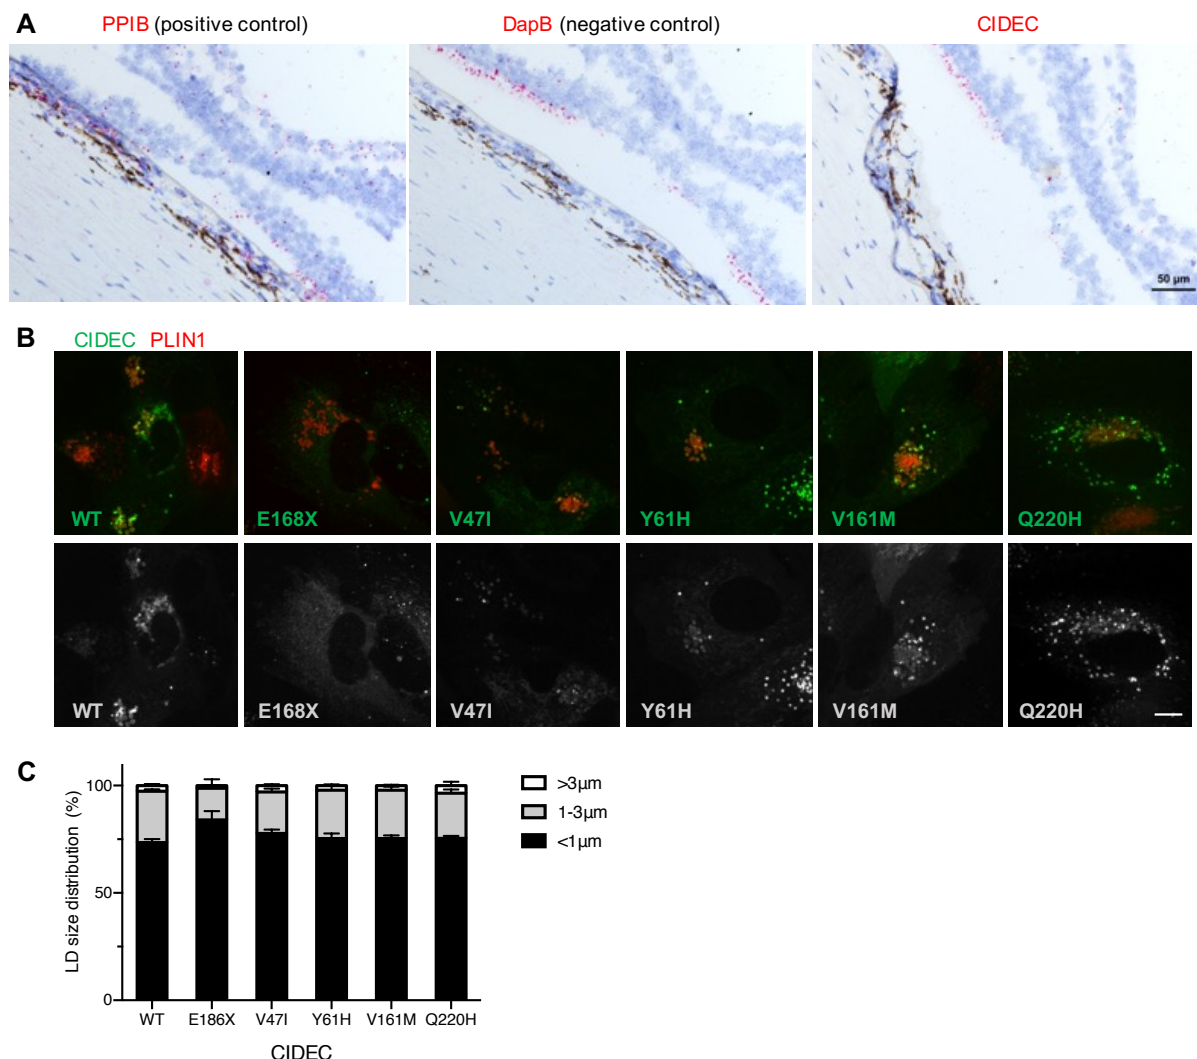 A
PPIB (positive control)
DapB (negative control)
CIDEC
50 µm
B
CIDEC PLIN1
WT
E168X
V47I
Y61H
V161M
Q220H
WT
E168X
V47I
Y61H
V161M
Q220H
C
LD size distribution (%)
100
50
0
>3µm
1-3µm
<1µm
WT E186X V47I Y61H V161M Q220H
CIDEC